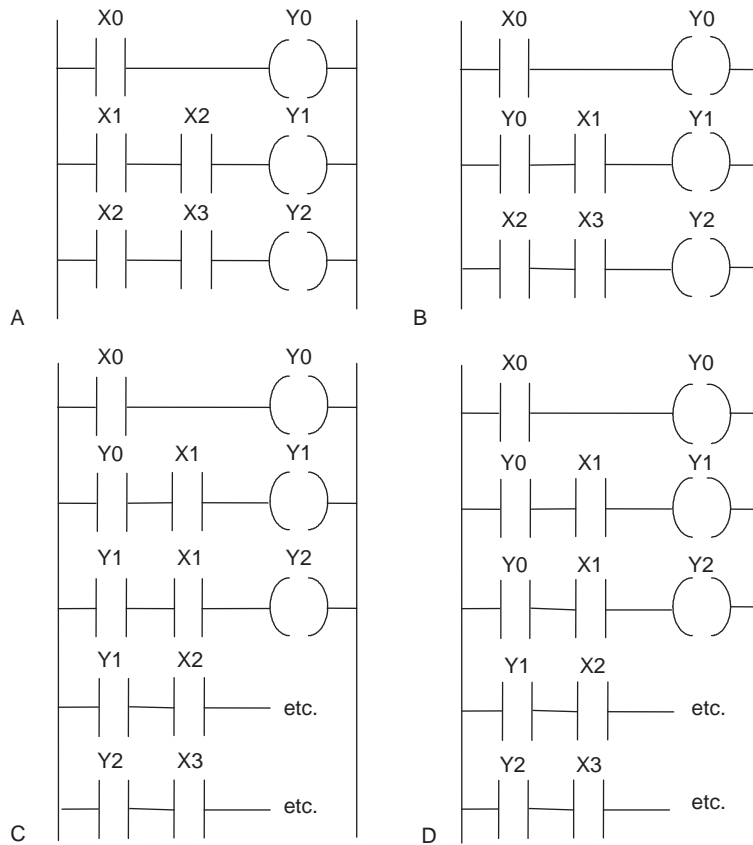 X0 Y0
X1 X2 Y1
X2 X3 Y2
A
X0 Y0
Y0 X1 Y1
X2 X3 Y2
B
X0 Y0
Y0 X1 Y1
Y1 X1 Y2
Y1 X2
etc.
Y2 X3
etc.
C
X0 Y0
Y0 X1 Y1
Y0 X1 Y2
Y1 X2
etc.
Y2 X3
etc.
D